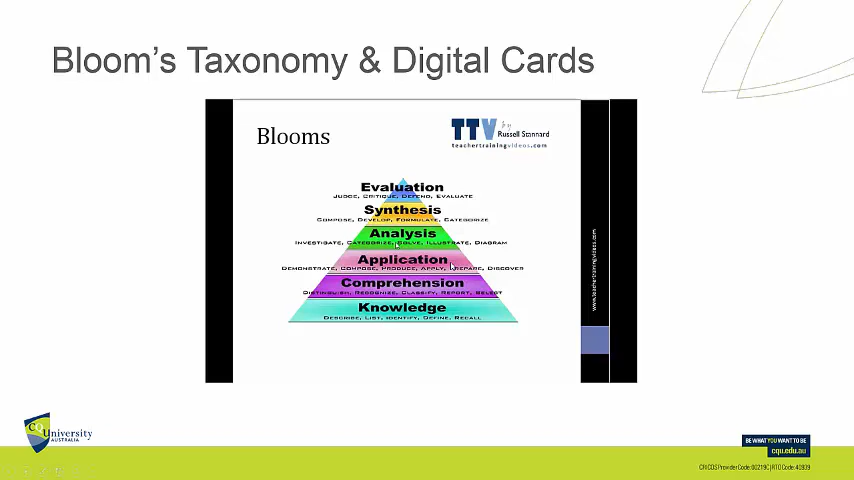 Bloom's Taxonomy & Digital Cards
Blooms
TTV by
Russell Stannard
teachertrainingvideos.com
Evaluation
JUDGE, CRITIQUE, DEFEND, EVALUATE
Synthesis
COMPOSE, DEVELOP, FORMULATE, CATEGORIZE
Analysis
INVESTIGATE, CATEGORIZE, SOLVE, ILLUSTRATE, DIAGRAM
Application
DEMONSTRATE, COMPOSE, PRODUCE, APPLY, PREPARE, DISCOVER
Comprehension
DISTINGUISH, RECOGNIZE, CLASSIFY, REPORT, SELECT
Knowledge
DESCRIBE, LIST, IDENTIFY, DEFINE, RECALL
www.teachertrainingvideos.com
CQ University
AUSTRALIA
BE WHAT YOU WANT TO BE
cqu.edu.au
CRICOS Provider Code: 00219C | RTO Code: 40939